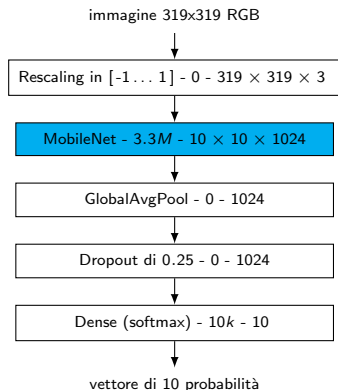 immagine 319x319 RGB
Rescaling in [-1 … 1] - 0 - 319 × 319 × 3
MobileNet - 3.3M - 10 × 10 × 1024
GlobalAvgPool - 0 - 1024
Dropout di 0.25 - 0 - 1024
Dense (softmax) - 10k - 10
vettore di 10 probabilità